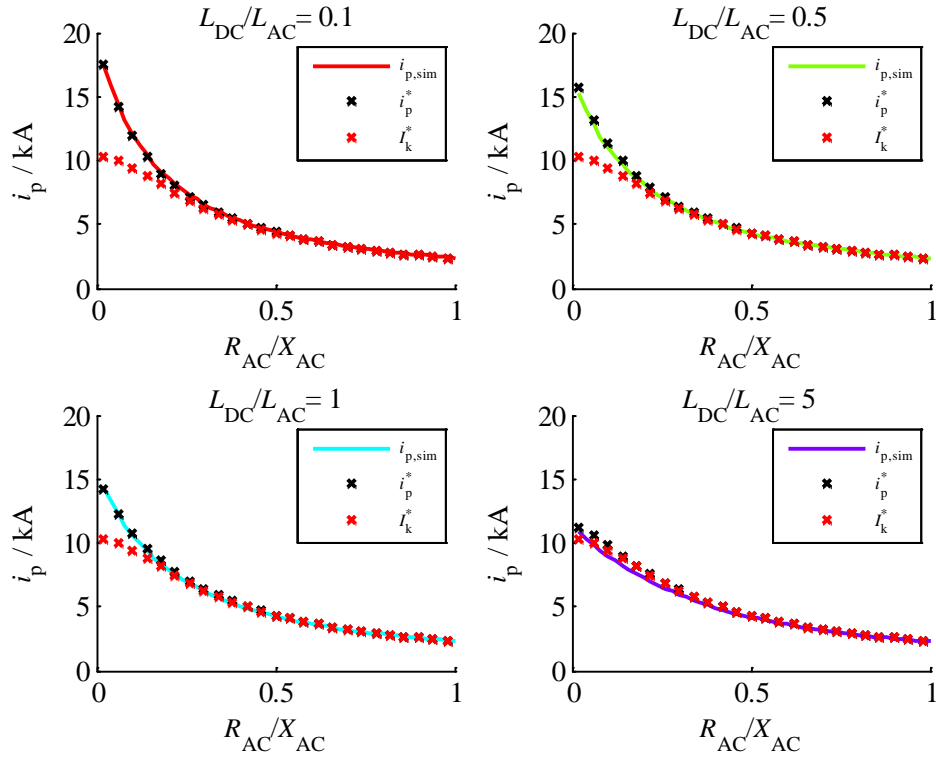 L_DC/L_AC = 0.1
20
15
10
5
0
i_p / kA
i_p,sim
i_p^*
I_k^*
0
0.5
1
R_AC/X_AC
L_DC/L_AC = 0.5
20
15
10
5
0
i_p / kA
i_p,sim
i_p^*
I_k^*
0
0.5
1
R_AC/X_AC
L_DC/L_AC = 1
20
15
10
5
0
i_p / kA
i_p,sim
i_p^*
I_k^*
0
0.5
1
R_AC/X_AC
L_DC/L_AC = 5
20
15
10
5
0
i_p / kA
i_p,sim
i_p^*
I_k^*
0
0.5
1
R_AC/X_AC